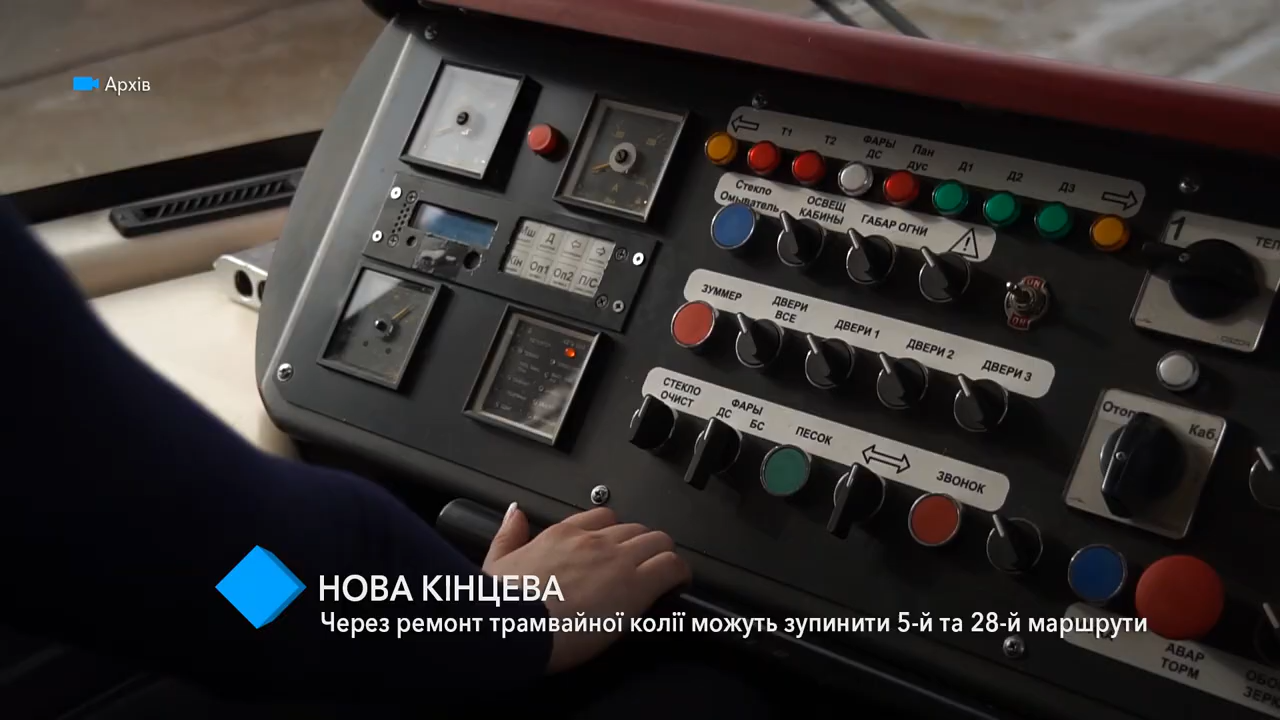 Архів
Т1
Т2
ФАРЫ
ДС
Пан
дус
Д1
Д2
Д3
1
Стекло
Омыватель
ОСВЕЩ
КАБИНЫ
ГАБАР ОГНИ
Д
Оп1
Оп2
П/С
ЗУММЕР
ДВЕРИ
ВСЕ
ДВЕРИ 1
ДВЕРИ 2
ДВЕРИ 3
СТЕКЛО
ОЧИСТ
ФАРЫ
ДС
БС
ПЕСОК
ЗВОНОК
Каб.
АВАР
ТОРМ
НОВА КІНЦЕВА
Через ремонт трамвайної колії можуть зупинити 5-й та 28-й маршрути